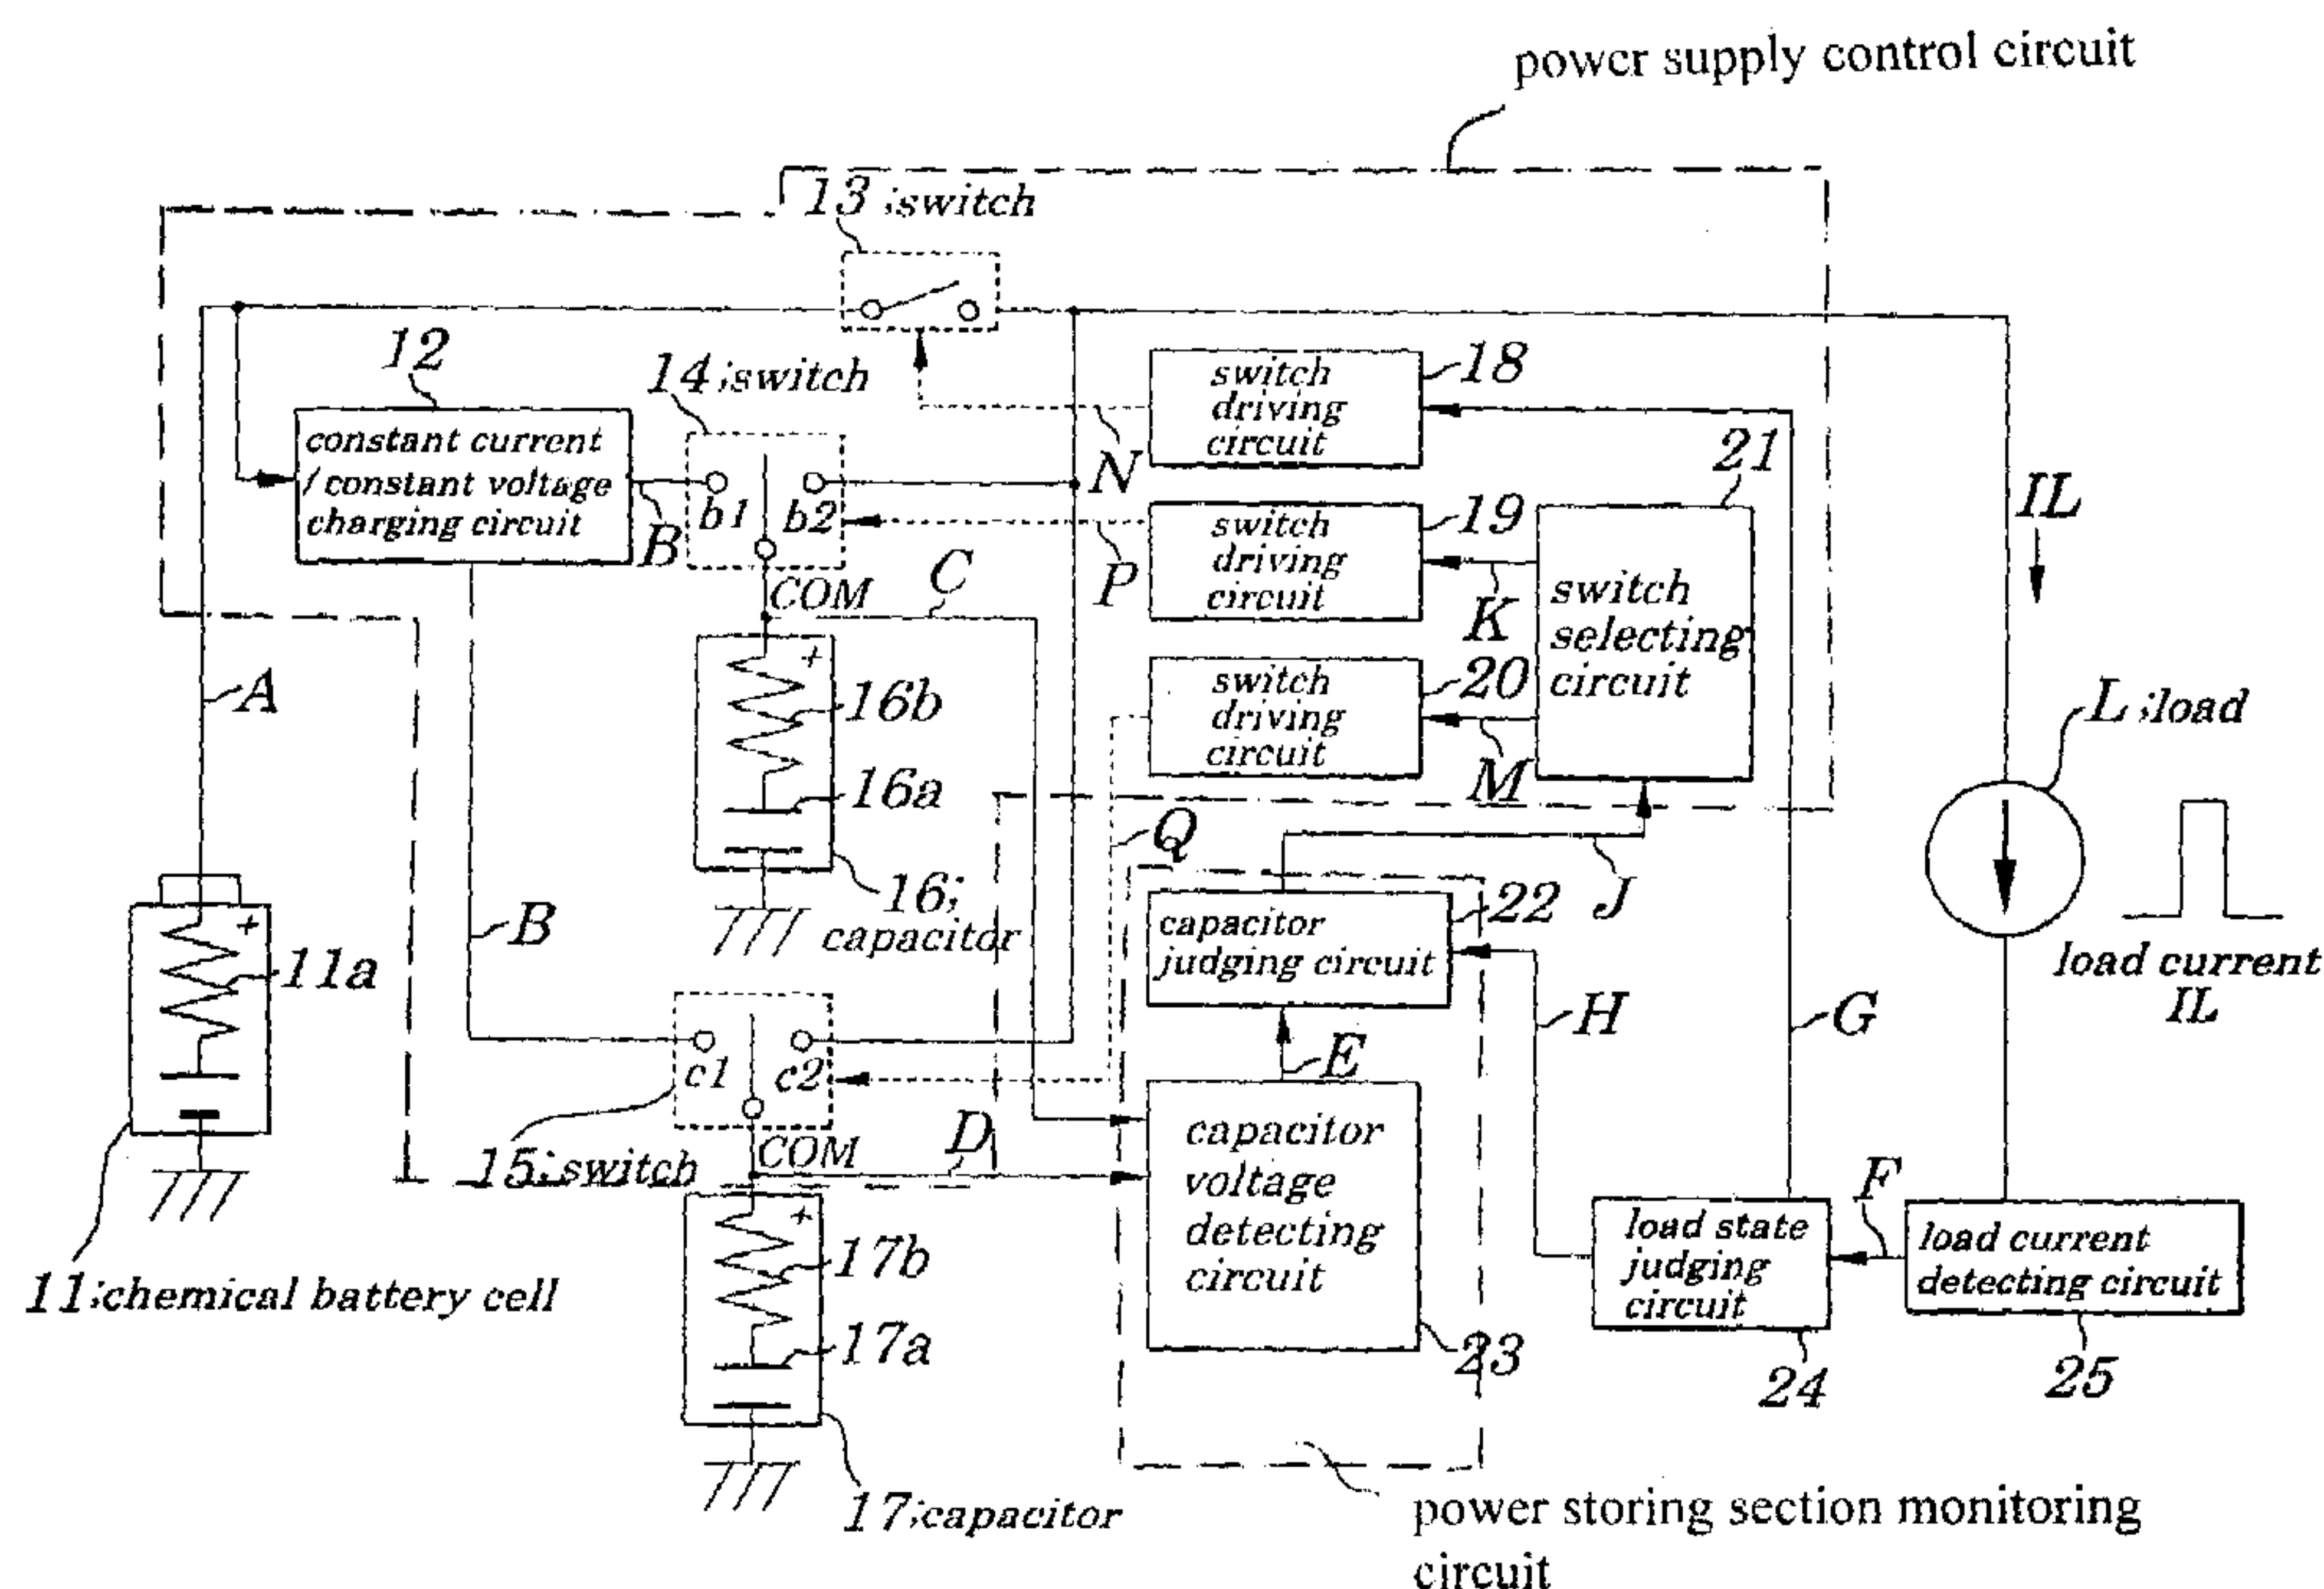 power supply control circuit
13 ;switch
12
14 ;switch
18
switch
driving
circuit
constant current
/ constant voltage
charging circuit
B
b1
b2
N
21
IL
19
switch
driving
circuit
P
K
COM
C
switch
selecting
circuit
A
16b
16a
20
switch
driving
circuit
M
L ;load
Q
J
16;
capacitor
22
capacitor
judging circuit
load current
IL
11a
B
H
G
c1
c2
E
15;switch
COM
D
capacitor
voltage
detecting
circuit
F
load state
judging
circuit
load current
detecting circuit
11;chemical battery cell
17b
17a
23
24
25
17;capacitor
power storing section monitoring
circuit
+
+
+